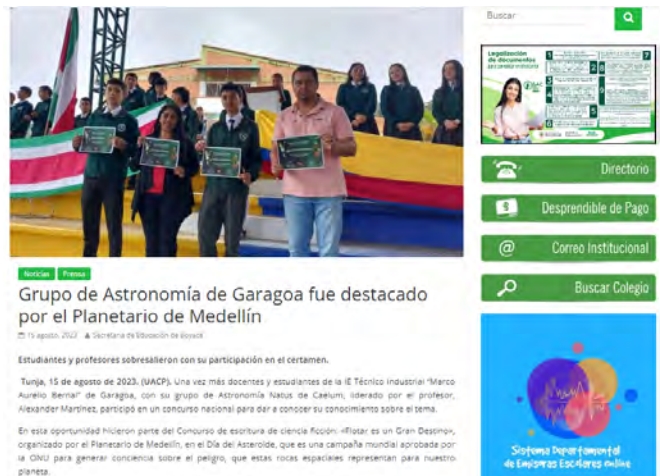 Buscar
Legalización
de documentos
Directorio
Desprendible de Pago
Correo Institucional
Buscar Colegio
Noticias Prensa
Grupo de Astronomía de Garagoa fue destacado
por el Planetario de Medellín
15 agosto, 2023 Secretaria de Educación de Boyacá
Estudiantes y profesores sobresalieron con su participación en el certamen.
Tunja, 15 de agosto de 2023. (UACP). Una vez más docentes y estudiantes de la IE Técnico Industrial "Marco
Aurelio Bernal" de Garagoa, con su grupo de Astronomía Natus de Caelum, liderado por el profesor,
Alexander Martínez, participó en un concurso nacional para dar a conocer su conocimiento sobre el tema.
En esta oportunidad hicieron parte del Concurso de escritura de ciencia ficción: «Flotar es un Gran Destino»,
organizado por el Planetario de Medellín, en el Día del Asteroide, que es una campaña mundial aprobada por
la ONU para generar conciencia sobre el peligro, que estas rocas espaciales representan para nuestro
planeta.
Sistema Departamental
de Emisoras Escolares online